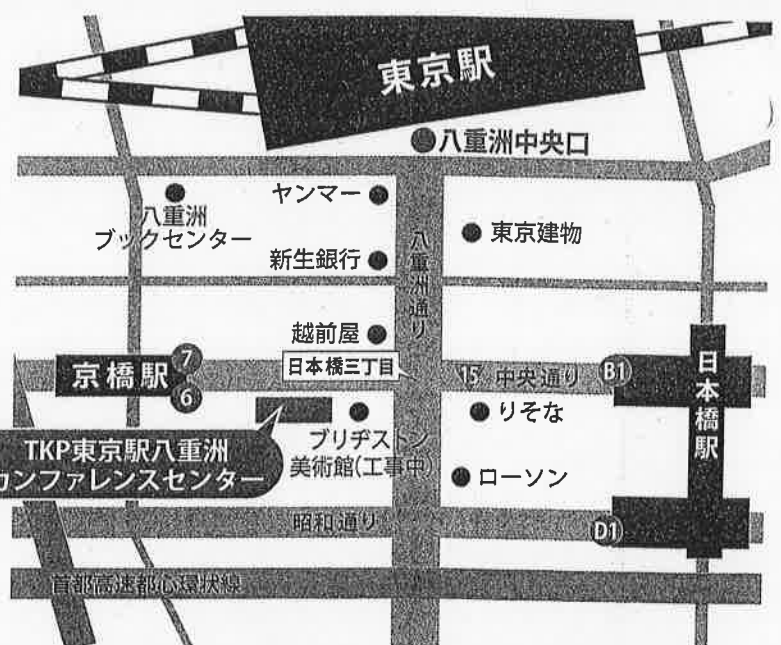 東京駅
八重洲中央口
ヤンマー
八重洲
ブックセンター
東京建物
新生銀行
八重洲通り
越前屋
日本橋三丁目
京橋駅
7
6
15 中央通り
B1
日本橋駅
りそな
ブリヂストン
美術館(工事中)
TKP東京駅八重洲
カンファレンスセンター
ローソン
昭和通り
D1
首都高速都心環状線